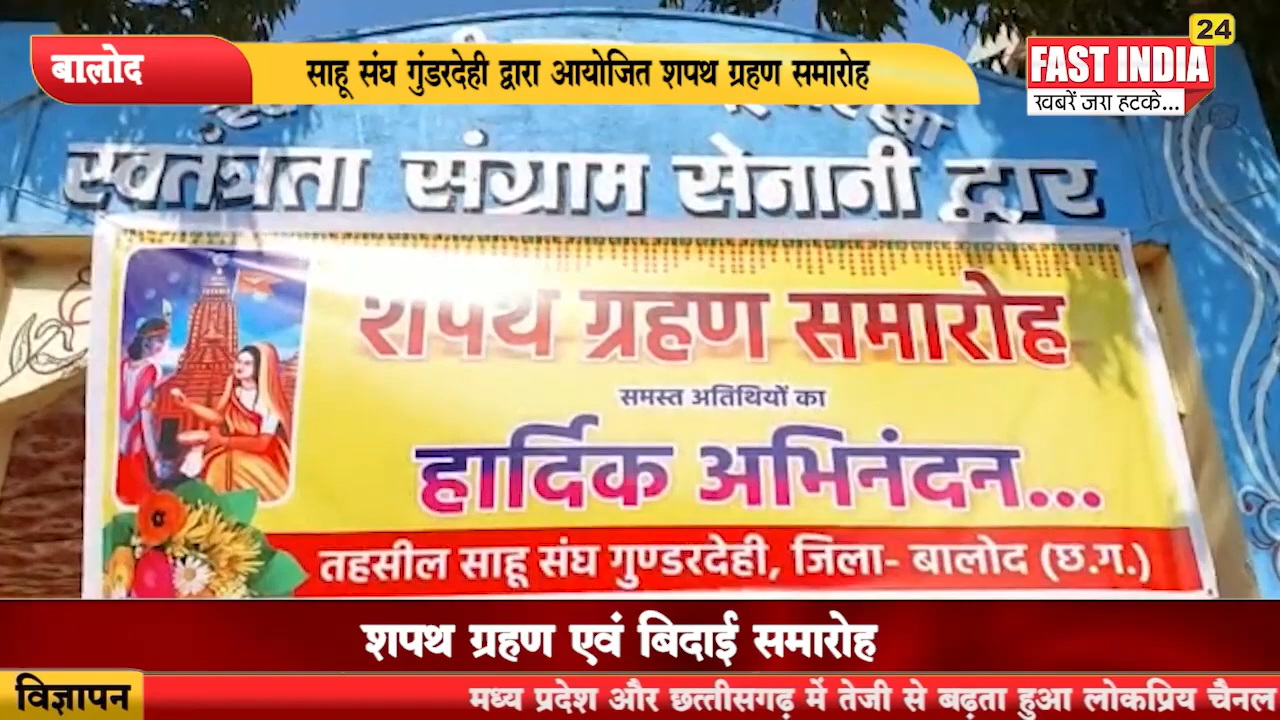 24
बालोद
साहू संघ गुंडरदेही द्वारा आयोजित शपथ ग्रहण समारोह
FAST INDIA
खबरें जरा हटके...
स्वतंत्रता संग्राम सेनानी द्वार
शपथ ग्रहण समारोह
समस्त अतिथियों का
हार्दिक अभिनंदन...
तहसील साहू संघ गुण्डरदेही, जिला- बालोद (छ.ग.)
शपथ ग्रहण एवं बिदाई समारोह
विज्ञापन
मध्य प्रदेश और छत्तीसगढ़ में तेजी से बढ़ता हुआ लोकप्रिय चैनल